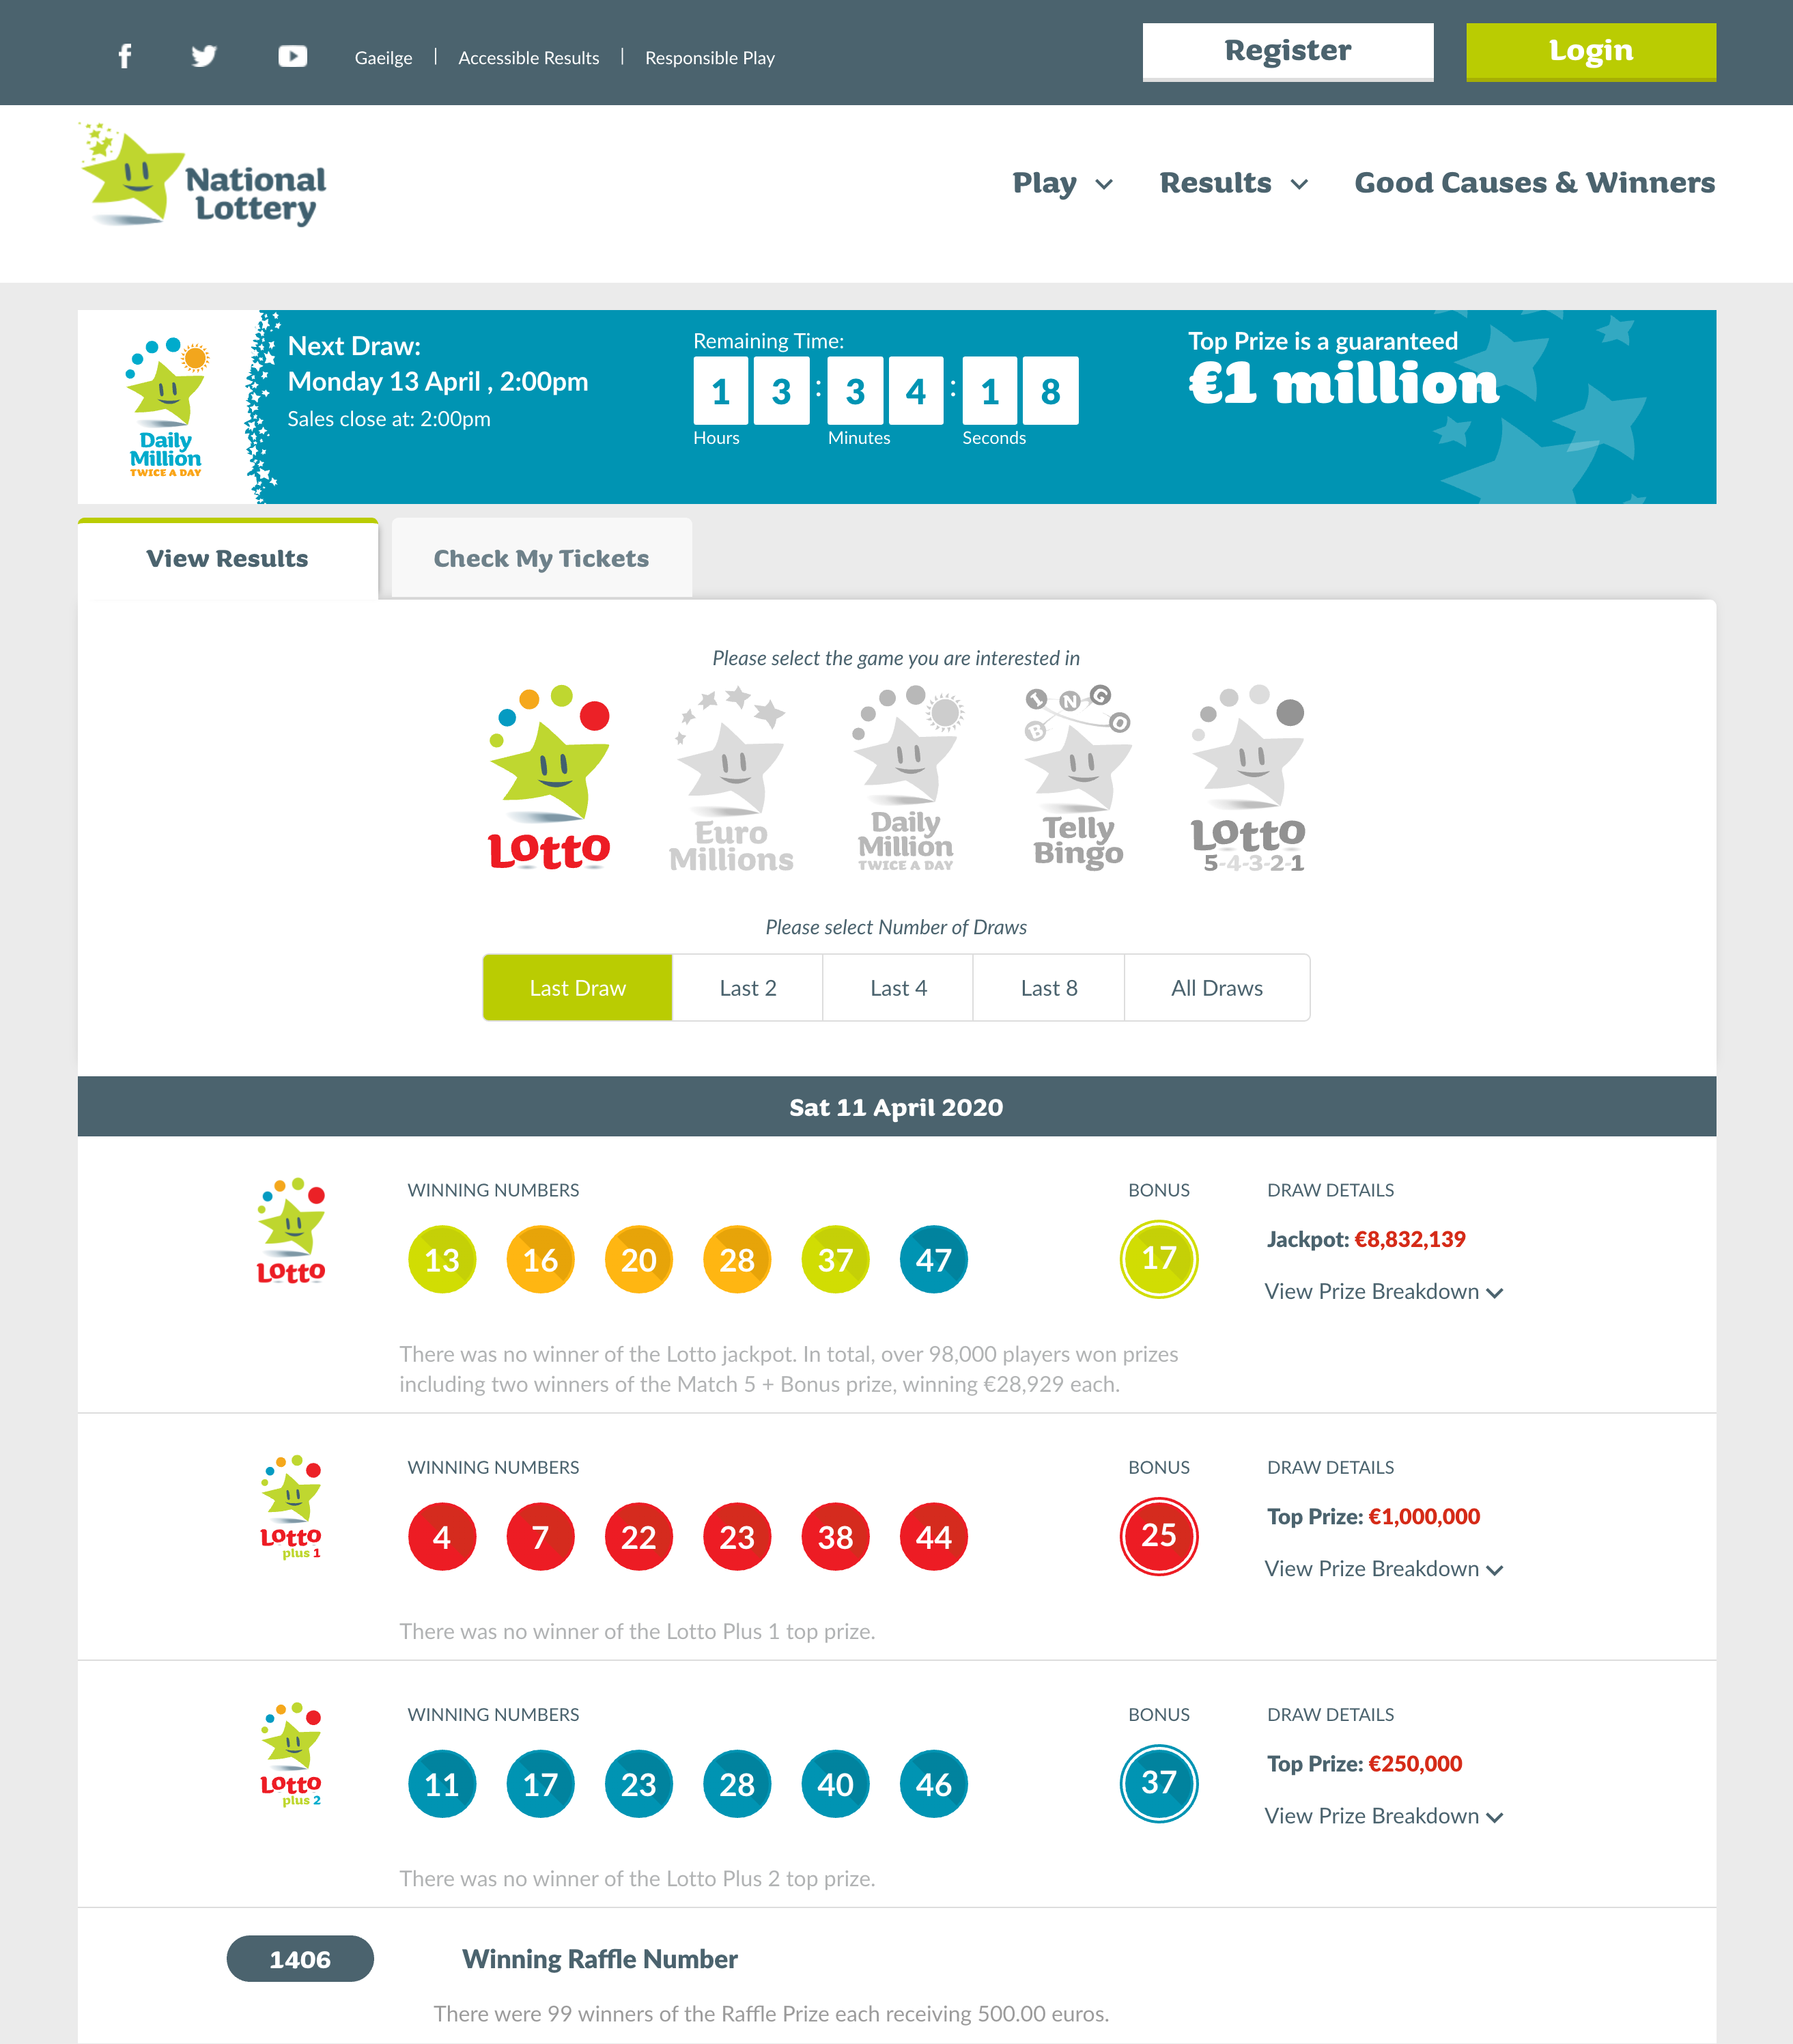 Gaeilge | Accessible Results | Responsible Play
Register
Login
National
Lottery
Play
Results
Good Causes & Winners
Daily
Million
TWICE A DAY
Next Draw:
Monday 13 April , 2:00pm
Sales close at: 2:00pm
Remaining Time:
1 3 : 3 4 : 1 8
Hours Minutes Seconds
Top Prize is a guaranteed
€1 million
View Results
Check My Tickets
Please select the game you are interested in
Lotto
Euro
Millions
Daily
Million
TWICE A DAY
BINGO
Telly
Bingo
Lotto
5-4-3-2-1
Please select Number of Draws
Last Draw
Last 2
Last 4
Last 8
All Draws
Sat 11 April 2020
Lotto
WINNING NUMBERS
13 16 20 28 37 47
BONUS
17
DRAW DETAILS
Jackpot: €8,832,139
View Prize Breakdown
There was no winner of the Lotto jackpot. In total, over 98,000 players won prizes
including two winners of the Match 5 + Bonus prize, winning €28,929 each.
Lotto
plus 1
WINNING NUMBERS
4 7 22 23 38 44
BONUS
25
DRAW DETAILS
Top Prize: €1,000,000
View Prize Breakdown
There was no winner of the Lotto Plus 1 top prize.
Lotto
plus 2
WINNING NUMBERS
11 17 23 28 40 46
BONUS
37
DRAW DETAILS
Top Prize: €250,000
View Prize Breakdown
There was no winner of the Lotto Plus 2 top prize.
1406
Winning Raffle Number
There were 99 winners of the Raffle Prize each receiving 500.00 euros.